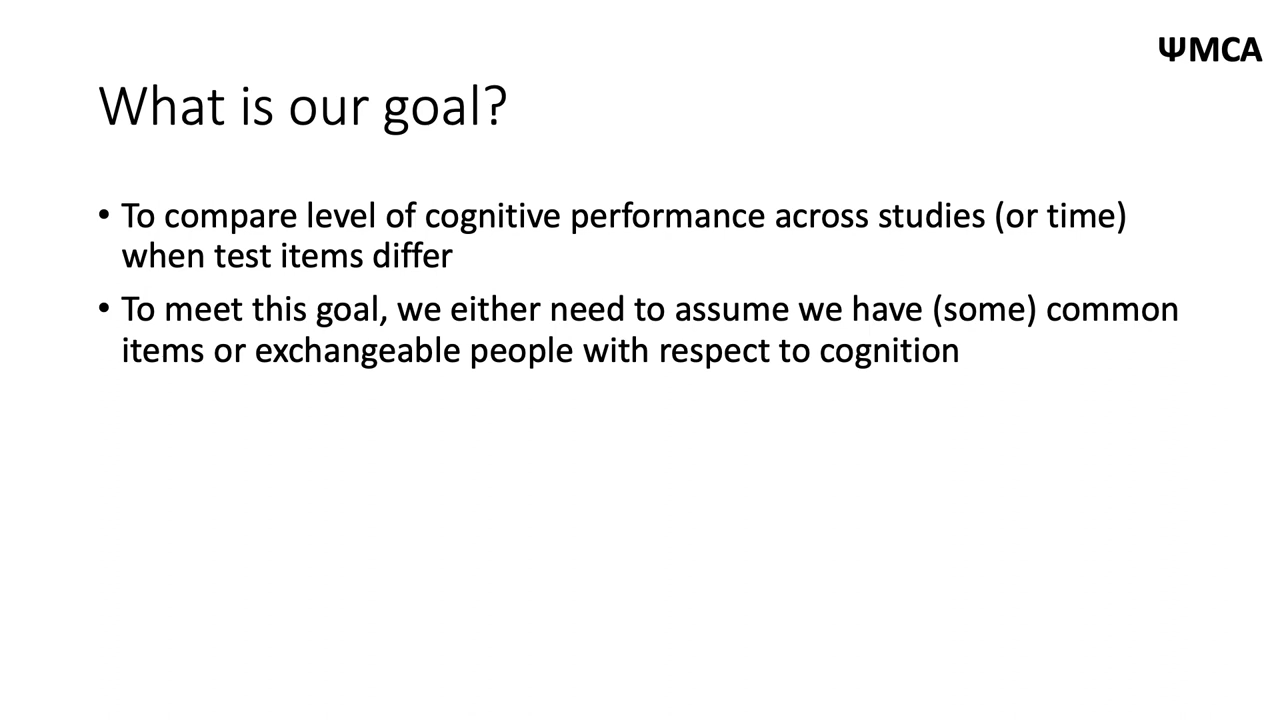 ΨMCA
What is our goal?
• To compare level of cognitive performance across studies (or time)
when test items differ
• To meet this goal, we either need to assume we have (some) common
items or exchangeable people with respect to cognition